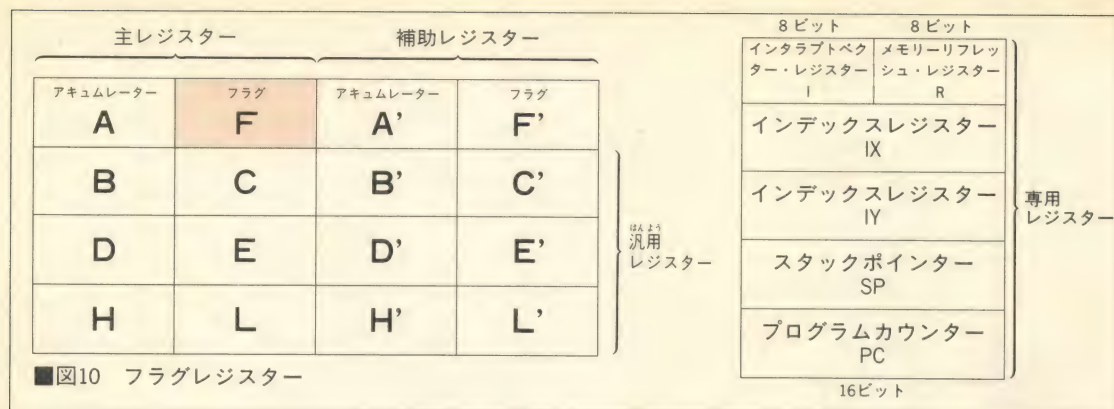 主レジスター
補助レジスター
アキュムレーター
フラグ
アキュムレーター
フラグ
A
F
A'
F'
B
C
B'
C'
D
E
D'
E'
H
L
H'
L'
はんよう
汎用
レジスター
■図10 フラグレジスター
8ビット
8ビット
インタラプトベク
ター・レジスター
I
メモリーリフレッ
シュ・レジスター
R
インデックスレジスター
IX
インデックスレジスター
IY
スタックポインター
SP
プログラムカウンター
PC
16ビット
専用
レジスター